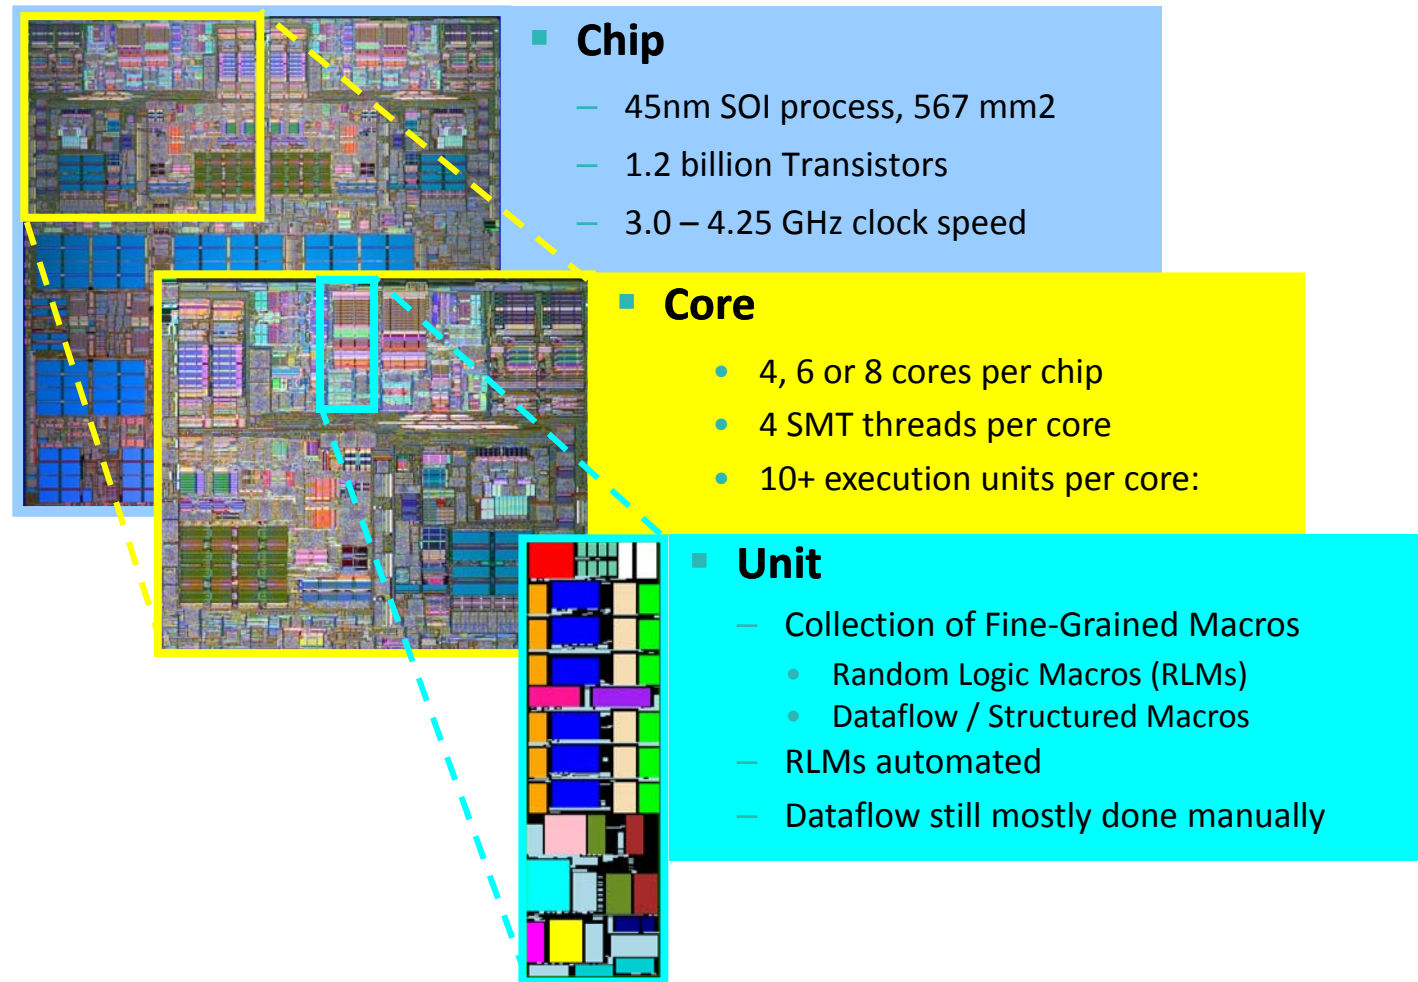 Chip
– 45nm SOI process, 567 mm2
– 1.2 billion Transistors
– 3.0 – 4.25 GHz clock speed
Core
• 4, 6 or 8 cores per chip
• 4 SMT threads per core
• 10+ execution units per core:
Unit
– Collection of Fine-Grained Macros
• Random Logic Macros (RLMs)
• Dataflow / Structured Macros
– RLMs automated
– Dataflow still mostly done manually